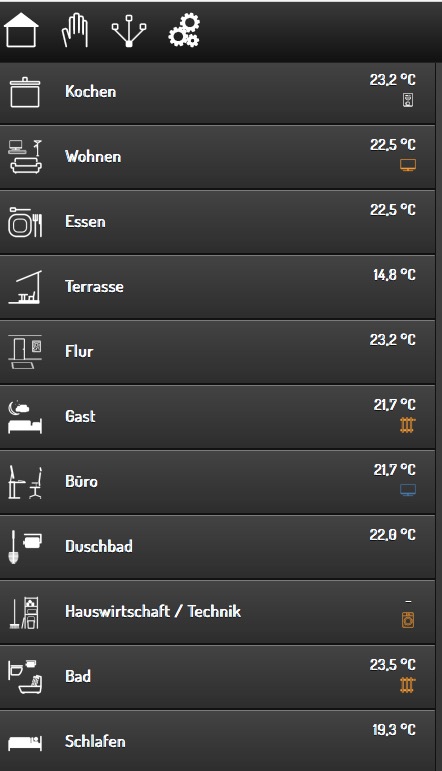 23,2 °C
Kochen
22,5 °C
Wohnen
22,5 °C
Essen
14,8 °C
Terrasse
23,2 °C
Flur
21,7 °C
Gast
21,7 °C
Büro
22,0 °C
Duschbad
–
Hauswirtschaft / Technik
23,5 °C
Bad
19,3 °C
Schlafen